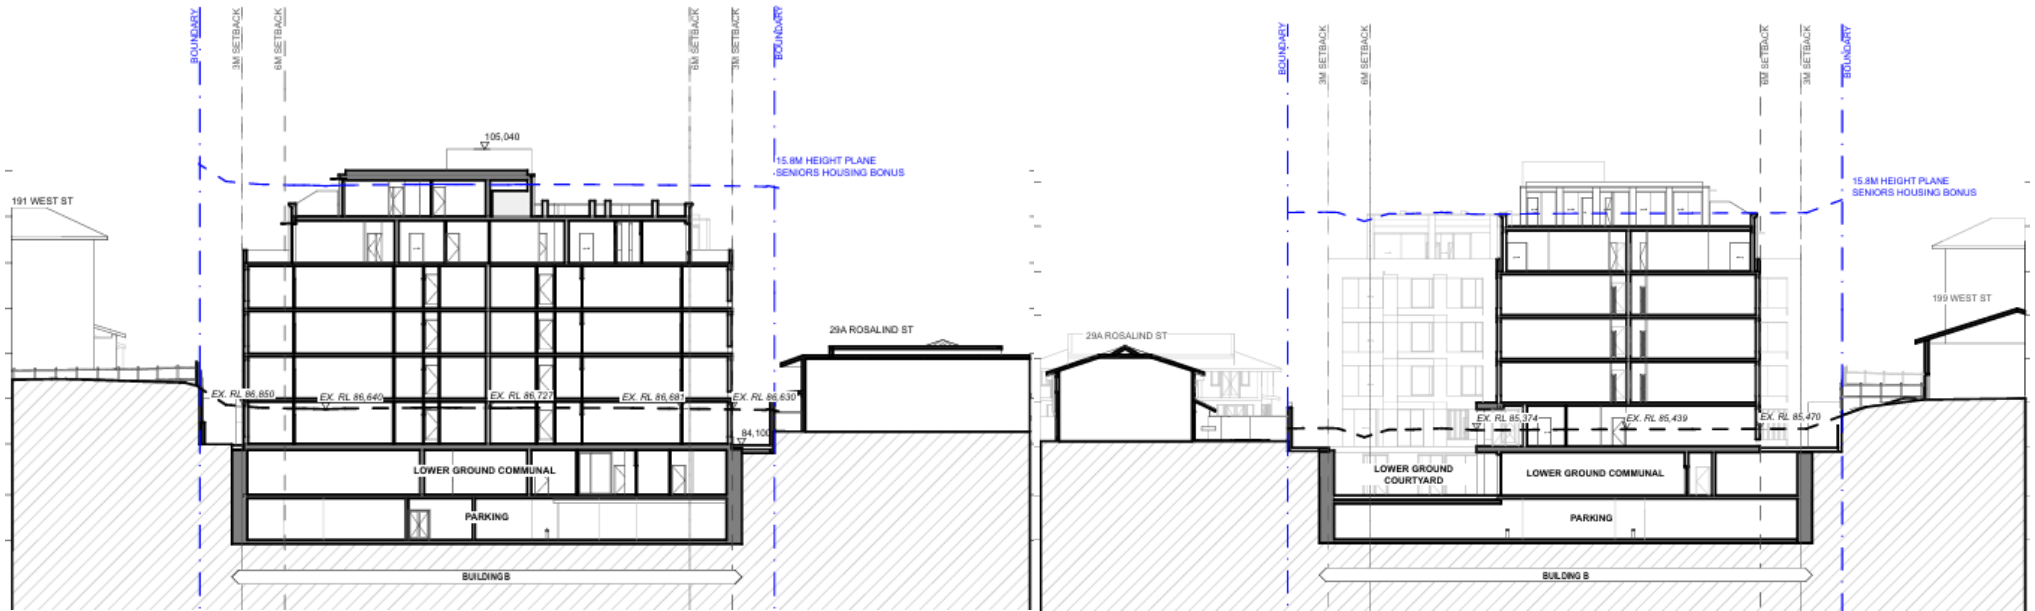 BOUNDARY
3M SETBACK
6M SETBACK
6M SETBACK
3M SETBACK
BOUNDARY
105,040
15.8M HEIGHT PLANE
SENIORS HOUSING BONUS
191 WEST ST
29A ROSALIND ST
EX. RL 86,850
EX. RL 86,640
EX. RL 86,727
EX. RL 86,681
EX. RL 86,630
84,100
LOWER GROUND COMMUNAL
PARKING
BUILDING B
BOUNDARY
3M SETBACK
6M SETBACK
6M SETBACK
3M SETBACK
BOUNDARY
15.8M HEIGHT PLANE
SENIORS HOUSING BONUS
199 WEST ST
29A ROSALIND ST
EX. RL 85,374
EX. RL 85,439
EX. RL 85,470
LOWER GROUND
COURTYARD
LOWER GROUND COMMUNAL
PARKING
BUILDING B